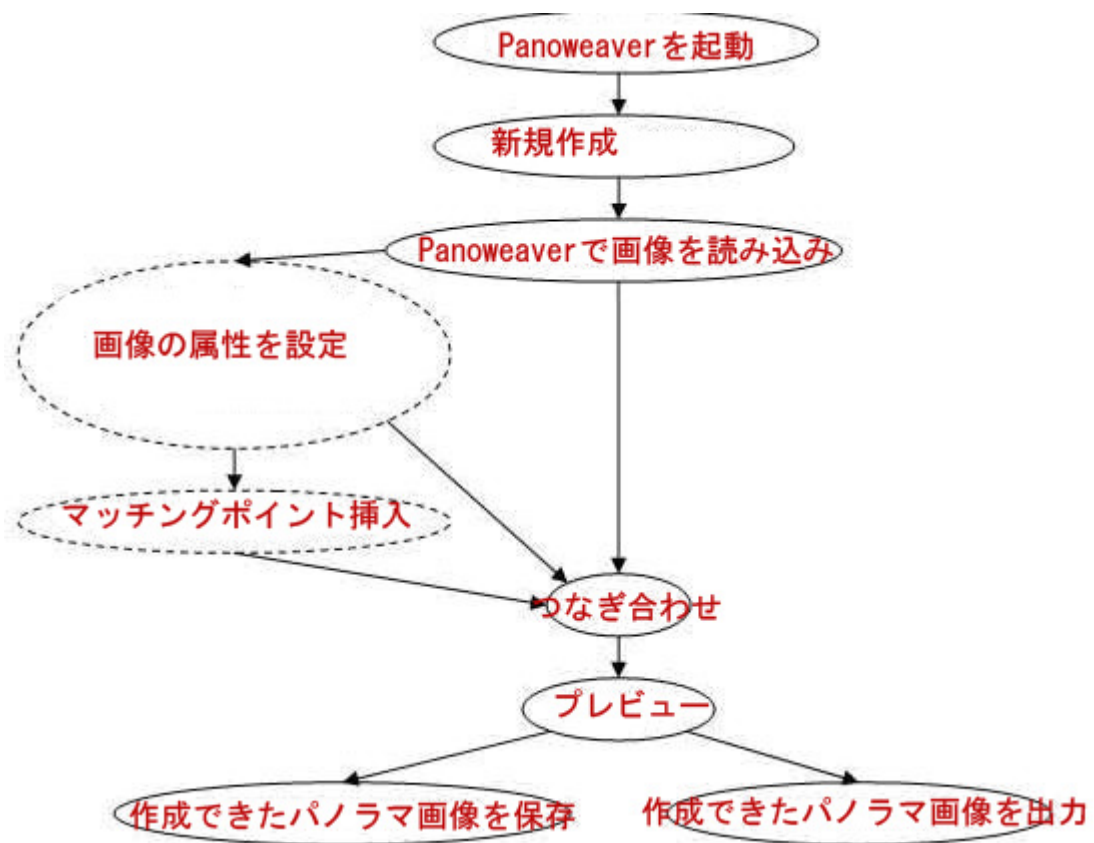 Panoweaverを起動
新規作成
Panoweaverで画像を読み込み
画像の属性を設定
マッチングポイント挿入
つなぎ合わせ
プレビュー
作成できたパノラマ画像を保存
作成できたパノラマ画像を出力